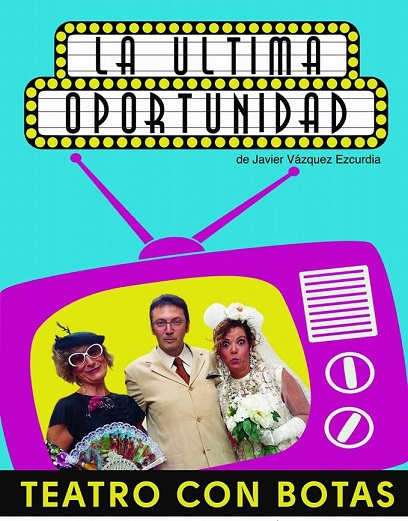 LA ULTIMA
OPORTUNIDAD
de Javier Vázquez Ezcurdia
TEATRO CON BOTAS